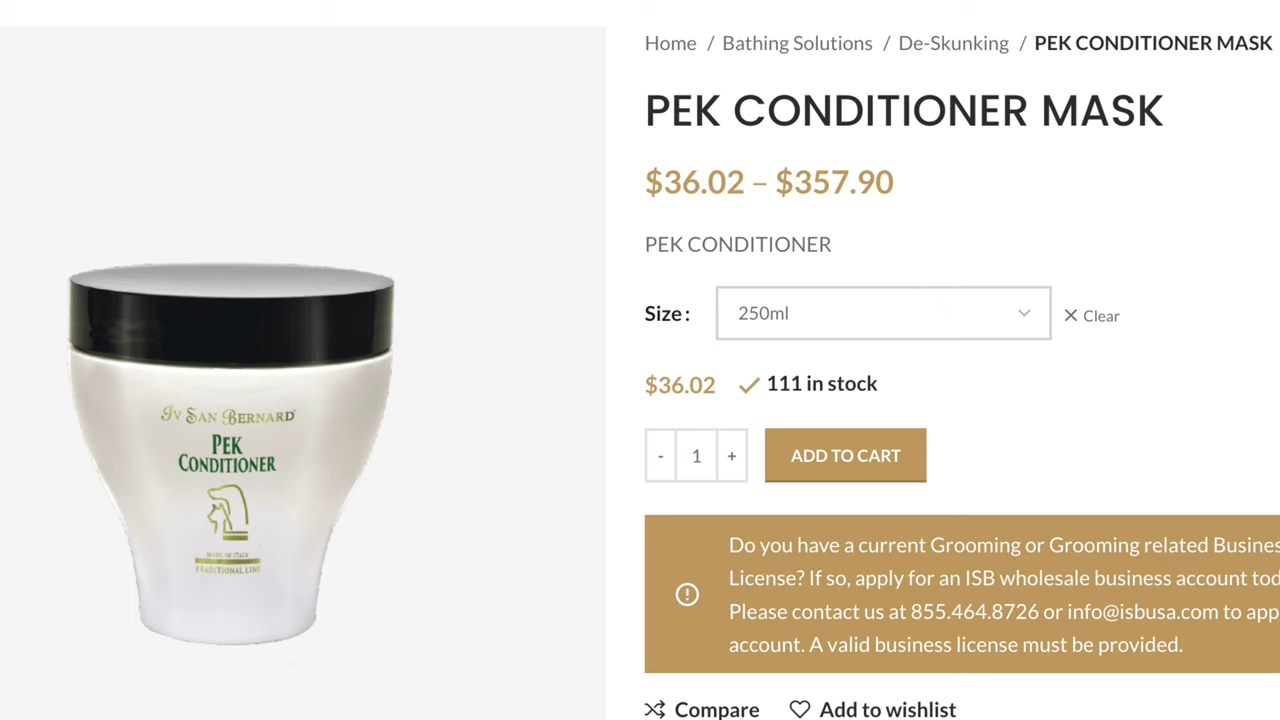 Home / Bathing Solutions / De-Skunking / PEK CONDITIONER MASK
PEK CONDITIONER MASK
$36.02 – $357.90
PEK CONDITIONER
Size :
250ml
Clear
$36.02
111 in stock
- 1 +
ADD TO CART
Do you have a current Grooming or Grooming related Busines
License? If so, apply for an ISB wholesale business account tod
Please contact us at 855.464.8726 or info@isbusa.com to app
account. A valid business license must be provided.
Compare
Add to wishlist
IV SAN BERNARD
PEK
CONDITIONER
MADE IN ITALY
TRADITIONAL LINE